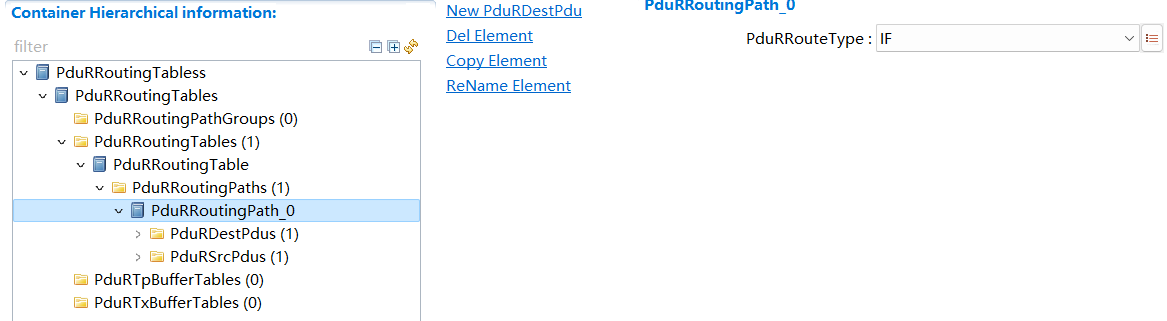 Container Hierarchical information:
filter
PduRRoutingTabless
PduRRoutingTables
PduRRoutingPathGroups (0)
PduRRoutingTables (1)
PduRRoutingTable
PduRRoutingPaths (1)
PduRRoutingPath_0
PduRDestPdus (1)
PduRSrcPdus (1)
PduRTpBufferTables (0)
PduRTxBufferTables (0)
New PduRDestPdu
Del Element
Copy Element
ReName Element
PduRRoutingPath_0
PduRRouteType : IF